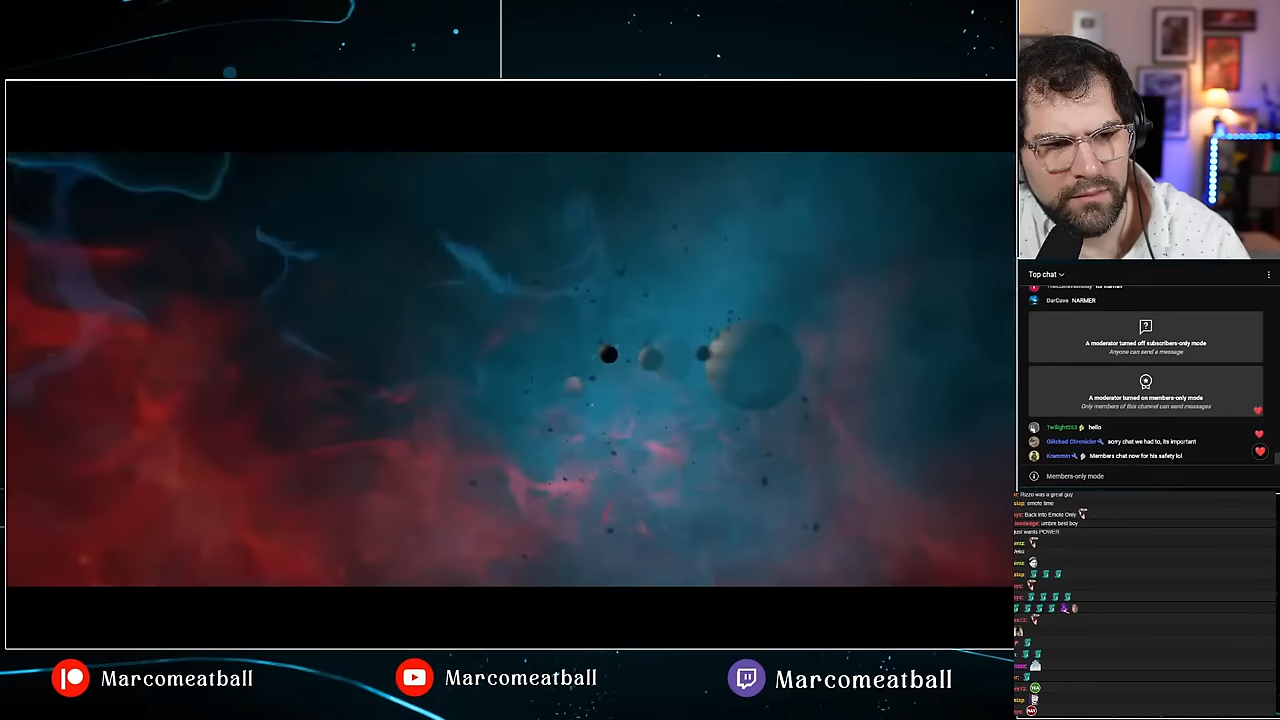 Top chat
DarCave NARMER
A moderator turned off subscribers-only mode
Anyone can send a message
A moderator turned on members-only mode
Only members of this channel can send messages
Twilight353 hello
Glitched Chronicler sorry chat we had to, its important
Krammin Members chat now for his safety lol
Members-only mode
Rizzo was a great guy
emote time
Back Into Emote Only
umbre best boy
just wants POWER
Marcomeatball
Marcomeatball
Marcomeatball